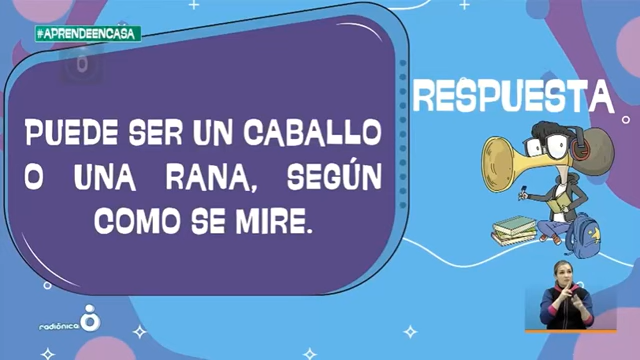 #APRENDEENCASA
RESPUESTA
PUEDE SER UN CABALLO
O UNA RANA, SEGÚN
COMO SE MIRE.
radiónica